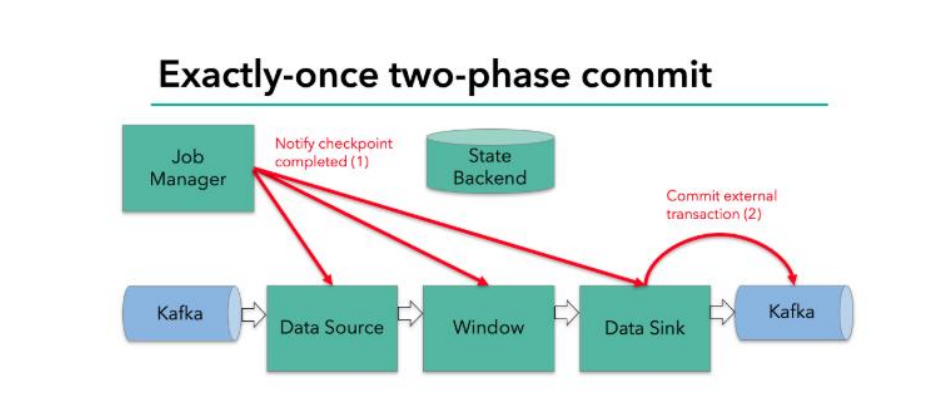 Exactly-once two-phase commit
Job
Manager
Notify checkpoint
completed (1)
State
Backend
Commit external
transaction (2)
Kafka
Data Source
Window
Data Sink
Kafka